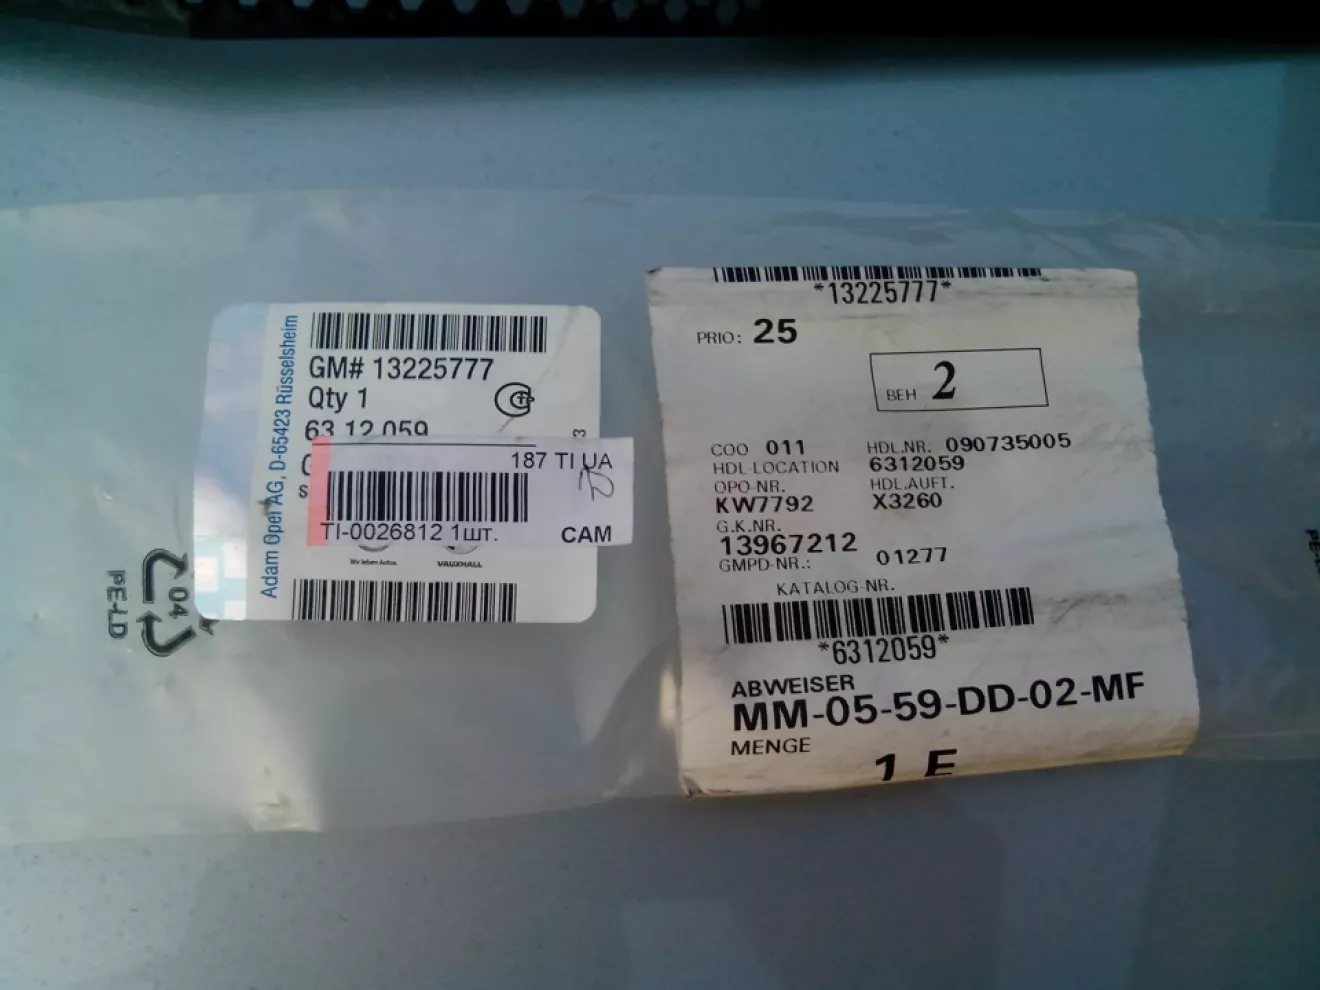 Adam Opel AG, D-65423 Rüsselsheim
GM# 13225777
Qty 1
63 12 059
3
187 TI UA
TI-0026812 1шт.
CAM
Wir leben Autos.
VAUXHALL
04
PE-LD
*13225777*
PRIO: 25
BEH 2
COO 011 HDL.NR. 090735005
HDL-LOCATION 6312059
OPO-NR. HDL.AUFT.
KW7792 X3260
G.K.NR.
13967212
GMPD-NR.: 01277
KATALOG-NR.
*6312059*
ABWEISER
MM-05-59-DD-02-MF
MENGE
1 E